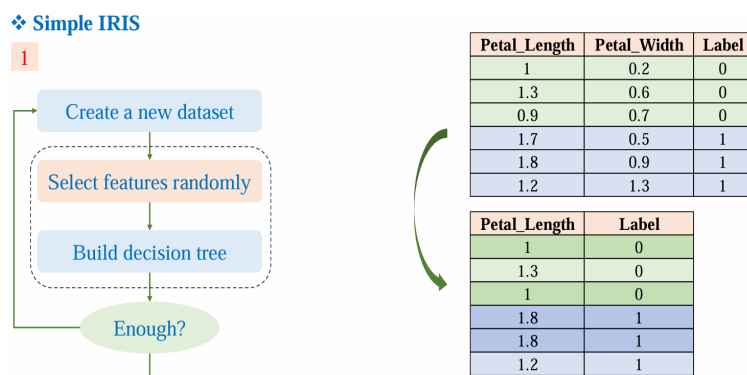 ❖ Simple IRIS
1
Create a new dataset
Select features randomly
Build decision tree
Enough?
Petal_Length Petal_Width Label
1 0.2 0
1.3 0.6 0
0.9 0.7 0
1.7 0.5 1
1.8 0.9 1
1.2 1.3 1
Petal_Length Label
1 0
1.3 0
1 0
1.8 1
1.8 1
1.2 1